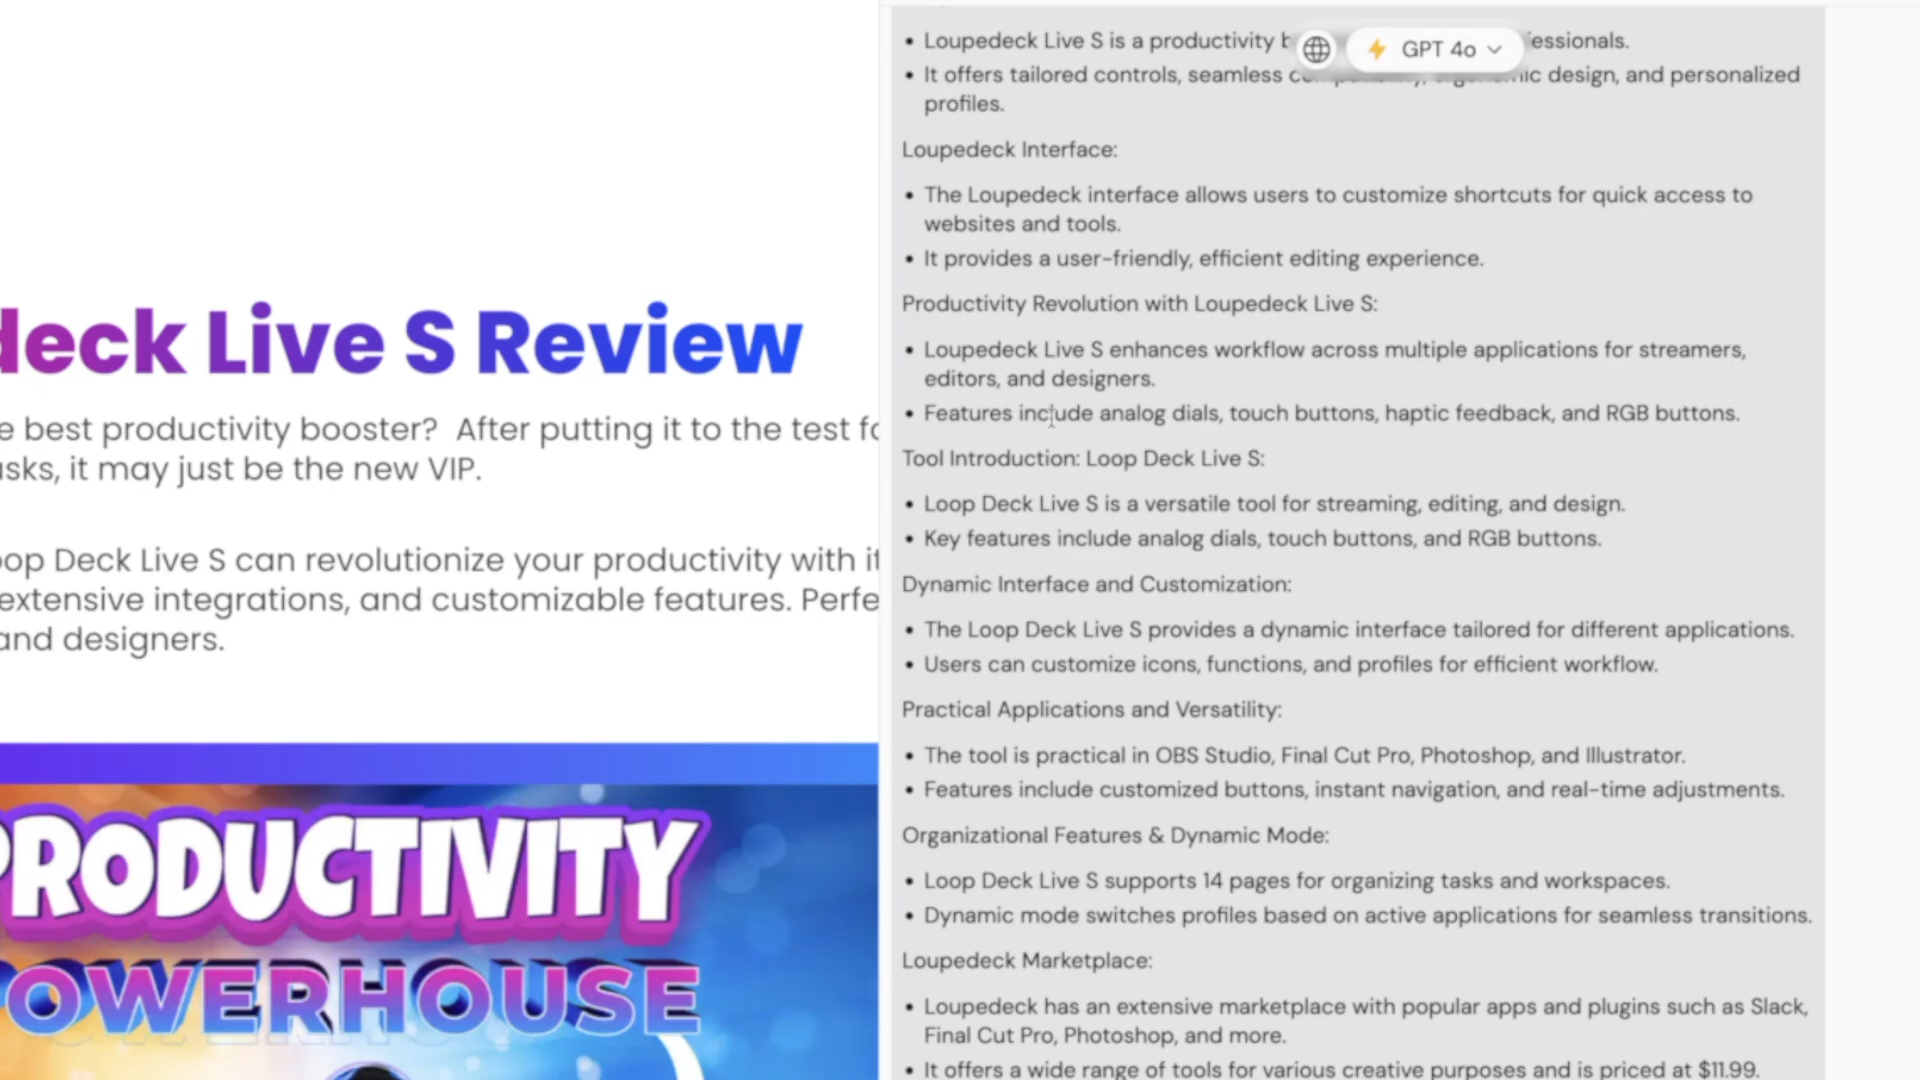 deck Live S Review
e best productivity booster? After putting it to the test fo
asks, it may just be the new VIP.
oop Deck Live S can revolutionize your productivity with it
extensive integrations, and customizable features. Perfe
and designers.
PRODUCTIVITY
POWERHOUSE
GPT 4o
• Loupedeck Live S is a productivity b essionals.
• It offers tailored controls, seamless compatibility, ergonomic design, and personalized
profiles.
Loupedeck Interface:
• The Loupedeck interface allows users to customize shortcuts for quick access to
websites and tools.
• It provides a user-friendly, efficient editing experience.
Productivity Revolution with Loupedeck Live S:
• Loupedeck Live S enhances workflow across multiple applications for streamers,
editors, and designers.
• Features include analog dials, touch buttons, haptic feedback, and RGB buttons.
Tool Introduction: Loop Deck Live S:
• Loop Deck Live S is a versatile tool for streaming, editing, and design.
• Key features include analog dials, touch buttons, and RGB buttons.
Dynamic Interface and Customization:
• The Loop Deck Live S provides a dynamic interface tailored for different applications.
• Users can customize icons, functions, and profiles for efficient workflow.
Practical Applications and Versatility:
• The tool is practical in OBS Studio, Final Cut Pro, Photoshop, and Illustrator.
• Features include customized buttons, instant navigation, and real-time adjustments.
Organizational Features & Dynamic Mode:
• Loop Deck Live S supports 14 pages for organizing tasks and workspaces.
• Dynamic mode switches profiles based on active applications for seamless transitions.
Loupedeck Marketplace:
• Loupedeck has an extensive marketplace with popular apps and plugins such as Slack,
Final Cut Pro, Photoshop, and more.
• It offers a wide range of tools for various creative purposes and is priced at $11.99.